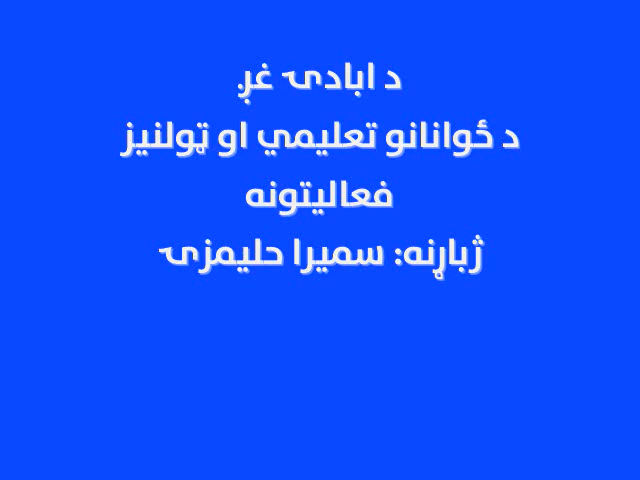 د ابادۍ غږ
د ځوانانو تعليمي او ټولنيز
فعاليتونه
ژباړنه: سميرا حليمزۍ